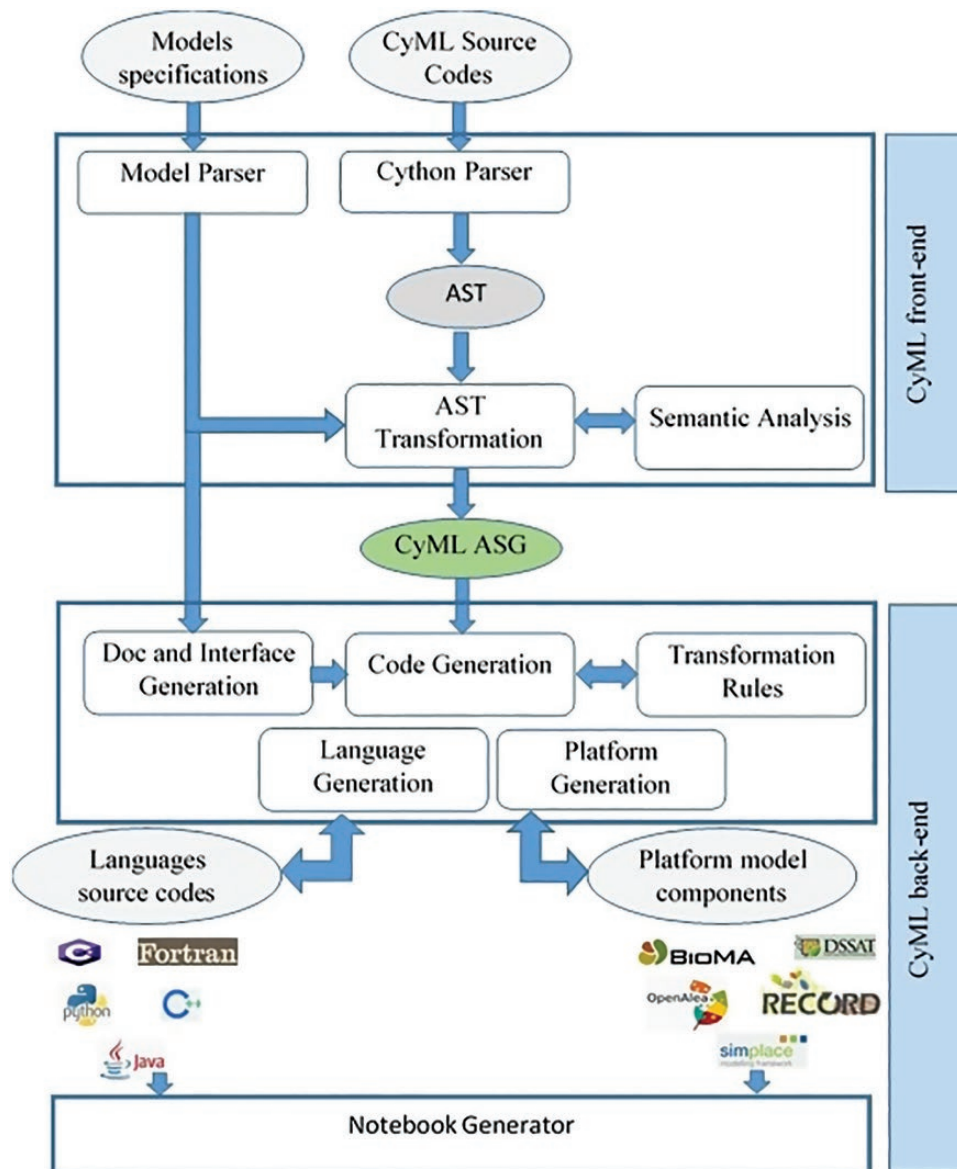 Models
specifications
CyML Source
Codes
Model Parser
Cython Parser
AST
AST
Transformation
Semantic Analysis
CyML front-end
CyML ASG
Doc and Interface
Generation
Code Generation
Transformation
Rules
Language
Generation
Platform
Generation
Languages
source codes
Platform model
components
CyML back-end
C#
Fortran
BIOMA
DSSAT
python
C++
OpenAlea
RECORD
Java
simplace
modelling framework
Notebook Generator